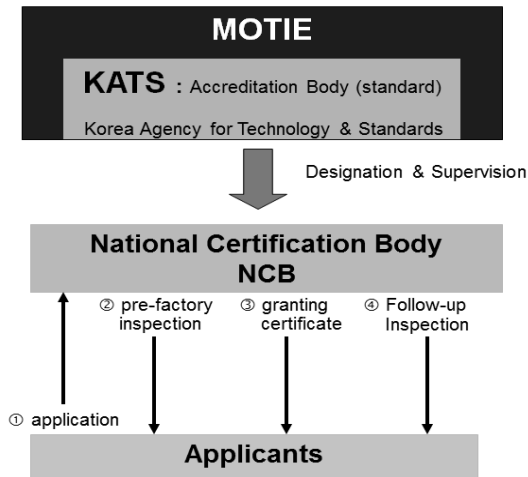 MOTIE
KATS : Accreditation Body (standard)
Korea Agency for Technology & Standards
Designation & Supervision
National Certification Body
NCB
② pre-factory
inspection
③ granting
certificate
④ Follow-up
Inspection
① application
Applicants